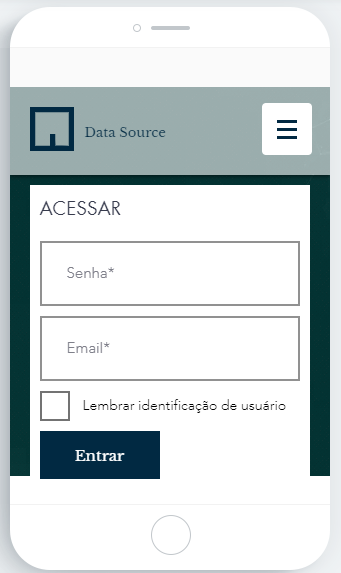 Data Source
ACESSAR
Senha*
Email*
Lembrar identificação de usuário
Entrar